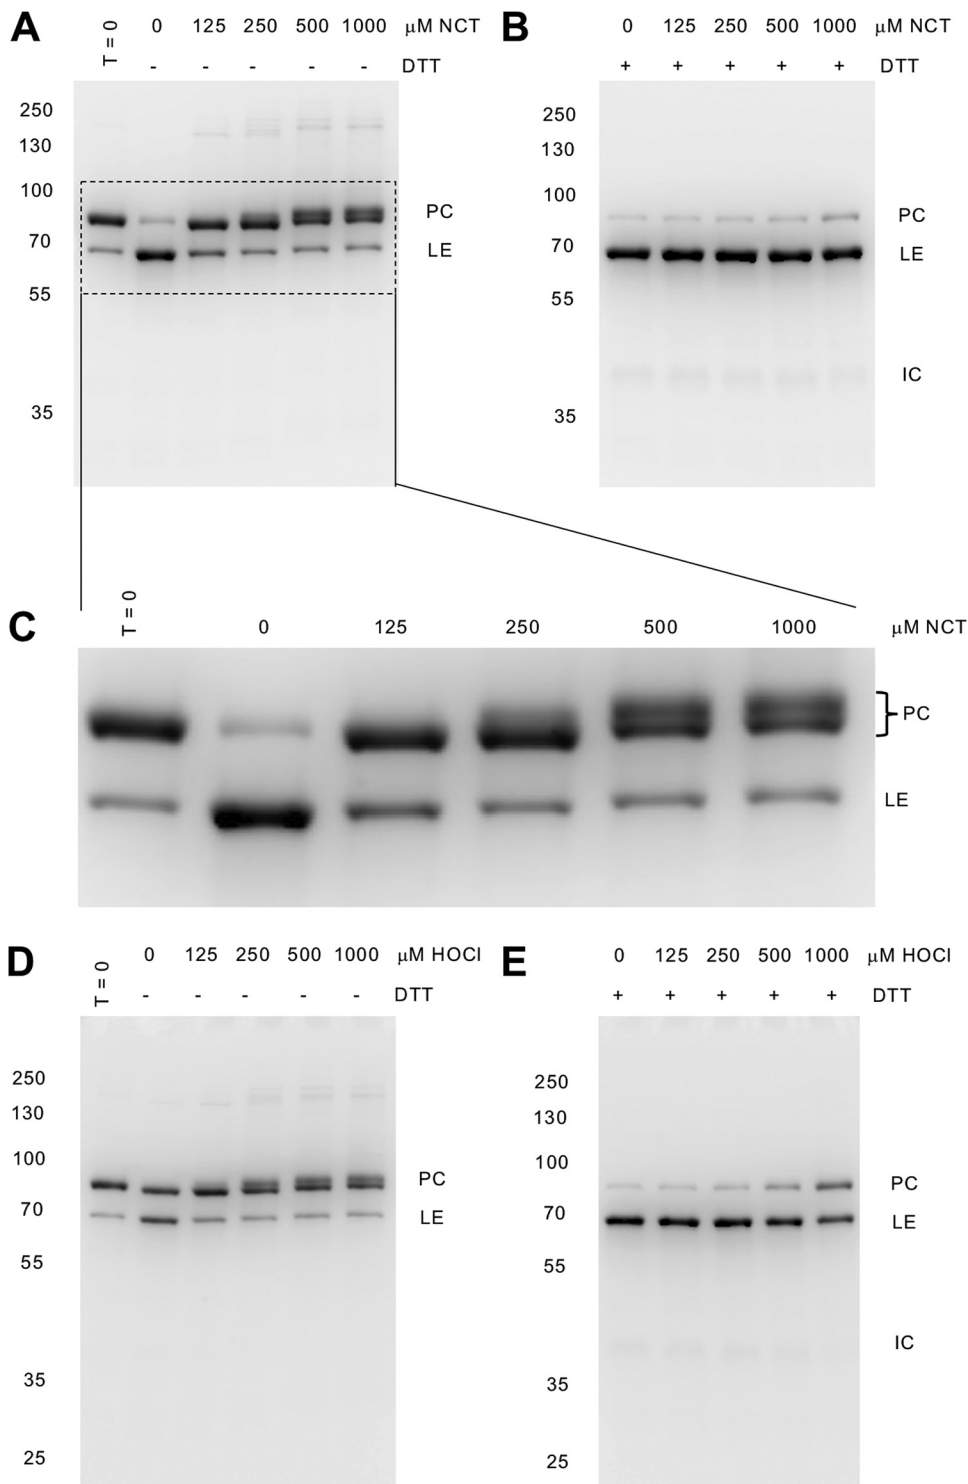 A
T = 0
0 125 250 500 1000 μM NCT
- - - - - DTT
250
130
100
70
55
35
PC
LE
B
0 125 250 500 1000 μM NCT
+ + + + + DTT
250
130
100
70
55
35
PC
LE
IC
C
T = 0
0 125 250 500 1000 μM NCT
PC
LE
D
T = 0
0 125 250 500 1000 μM HOCl
- - - - - DTT
250
130
100
70
55
35
25
PC
LE
E
0 125 250 500 1000 μM HOCl
+ + + + + DTT
250
130
100
70
55
35
25
PC
LE
IC